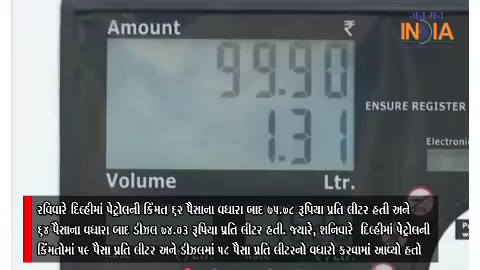 Amount ₹
INDIA
99.90
ENSURE REGISTER
1.31
Electronic
Volume Ltr.
રવિવારે દિલ્હીમાં પેટ્રોલની કિંમત ૬૨ પૈસાના વધારા બાદ ૭૫.૭૮ રૂપિયા પ્રતિ લીટર હતી અને
૬૪ પૈસાના વધારા બાદ ડીઝલ ૭૪.૦૩ રૂપિયા પ્રતિ લીટર હતી. જ્યારે, શનિવારે દિલ્હીમાં પેટ્રોલની
કિંમતોમાં ૫૯ પૈસા પ્રતિ લીટર અને ડીઝલમાં ૫૮ પૈસા પ્રતિ લીટરનો વધારો કરવામાં આવ્યો હતો